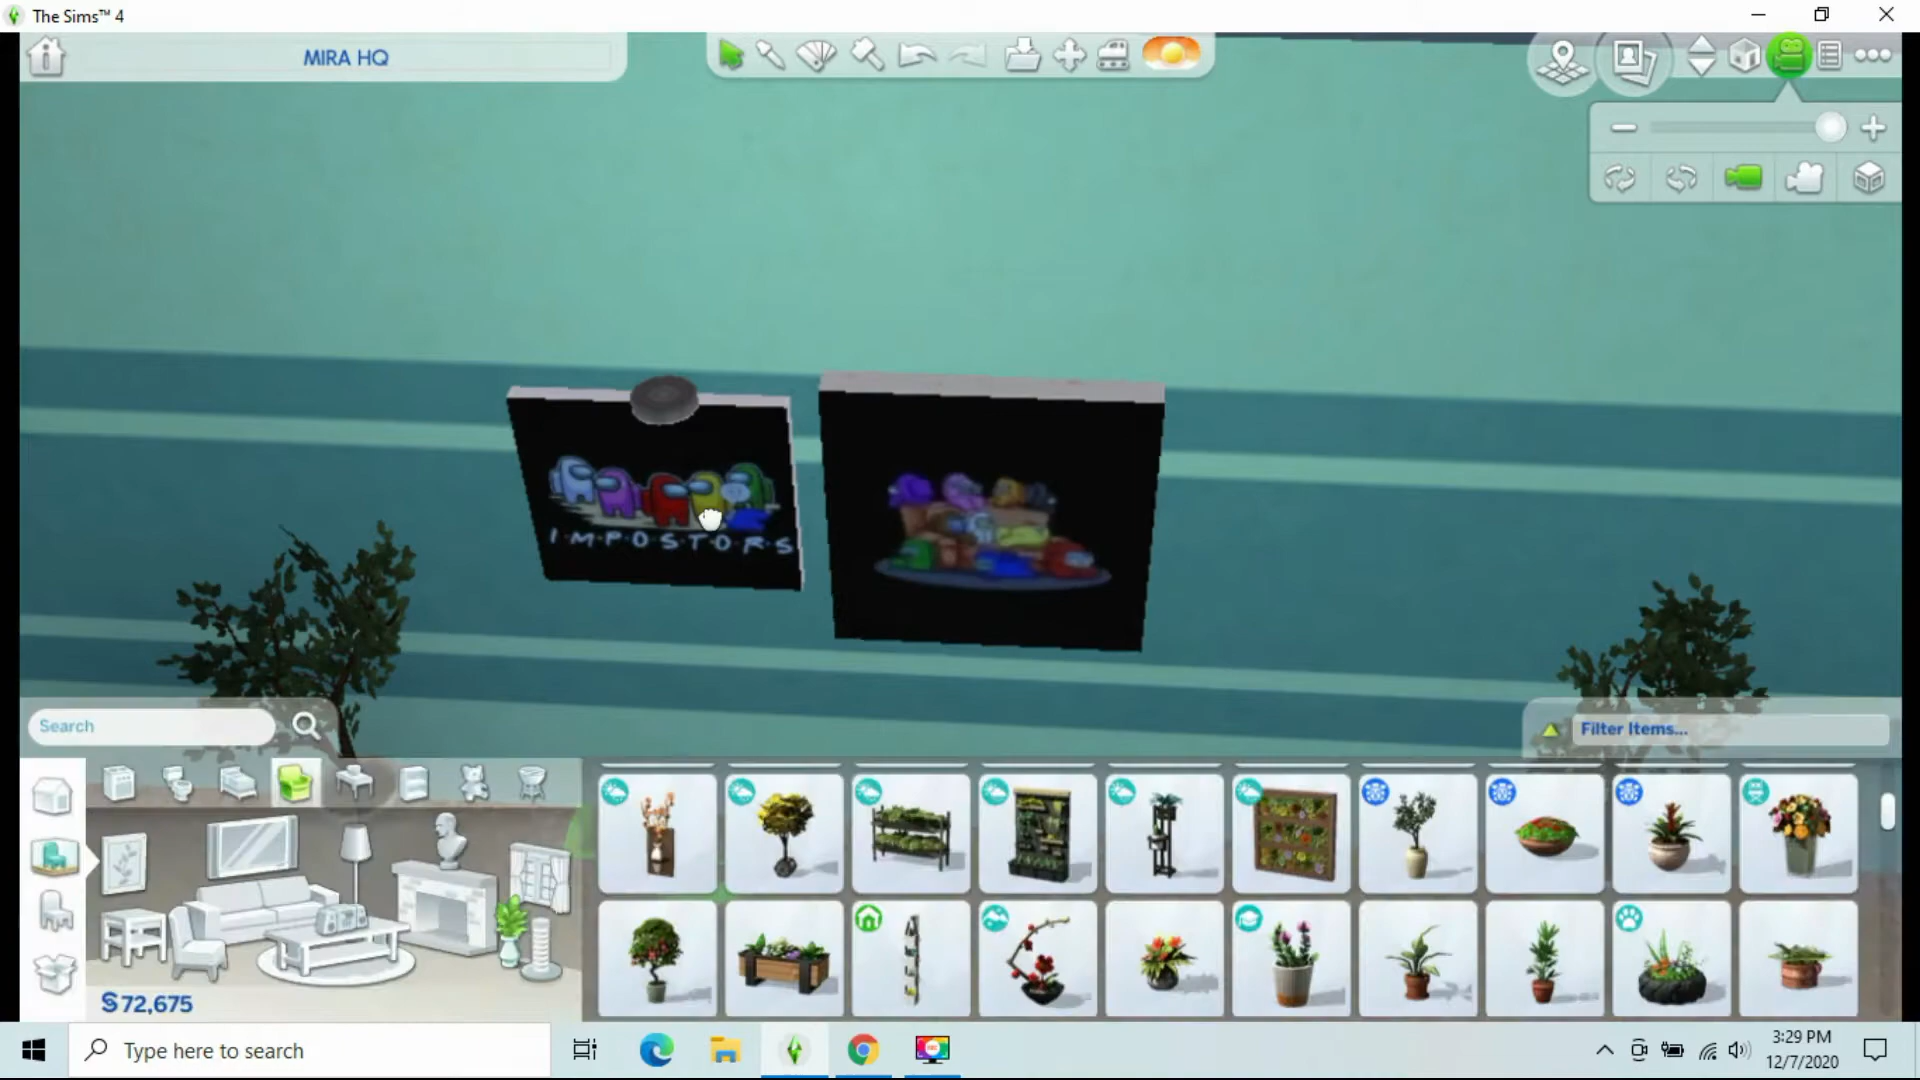 The Sims™ 4
MIRA HQ
I·M·P·O·S·T·O·R·S
Search
Filter Items...
§72,675
Type here to search
3:29 PM
12/7/2020